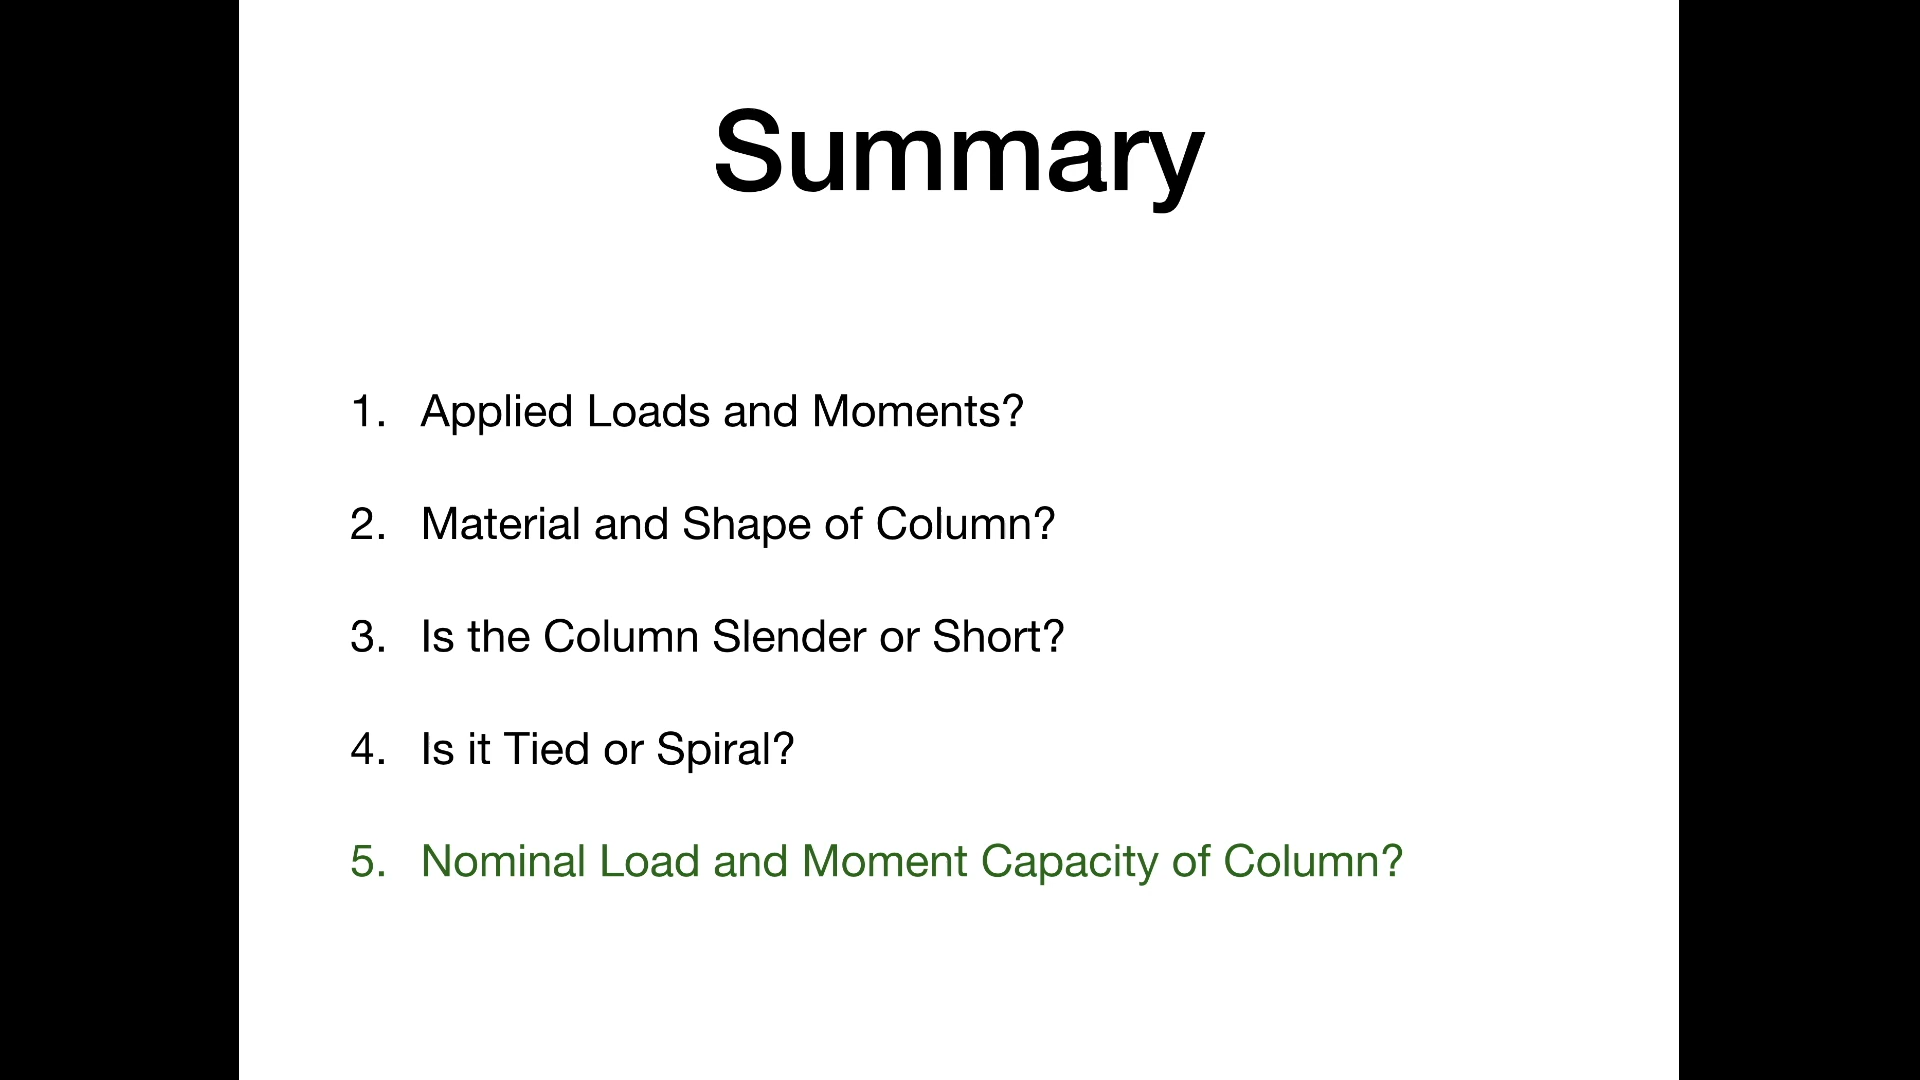 Summary
1. Applied Loads and Moments?
2. Material and Shape of Column?
3. Is the Column Slender or Short?
4. Is it Tied or Spiral?
5. Nominal Load and Moment Capacity of Column?